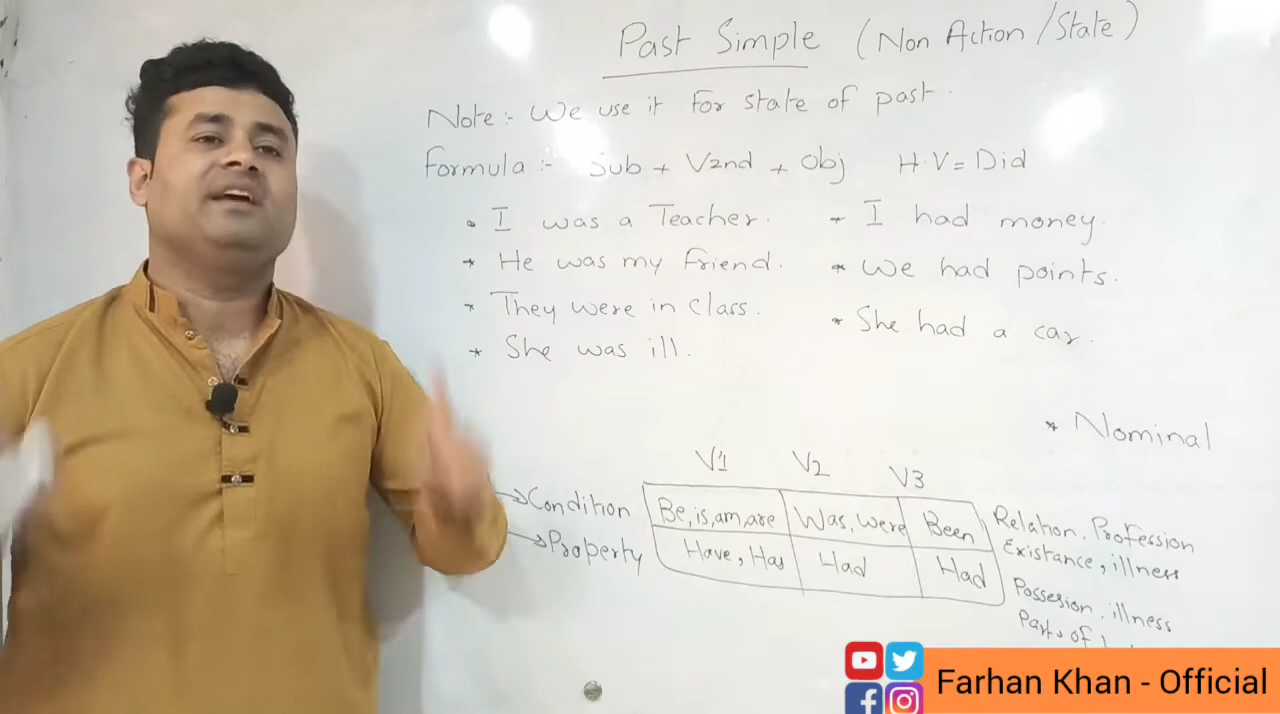 Past Simple (Non Action/State)
Note:- We use it for state of past.
formula:- Sub + V2nd + Obj H.V = Did
• I was a Teacher.
* He was my friend.
* They were in class.
* She was ill.
* I had money.
* We had points.
* She had a car.
* Nominal
V1 V2 V3
→Condition Be,is,am,are Was, were Been
→Property Have, Has Had Had
Relation. Profession
Existance, illness
Possesion. illness
Parts of
Farhan Khan - Official